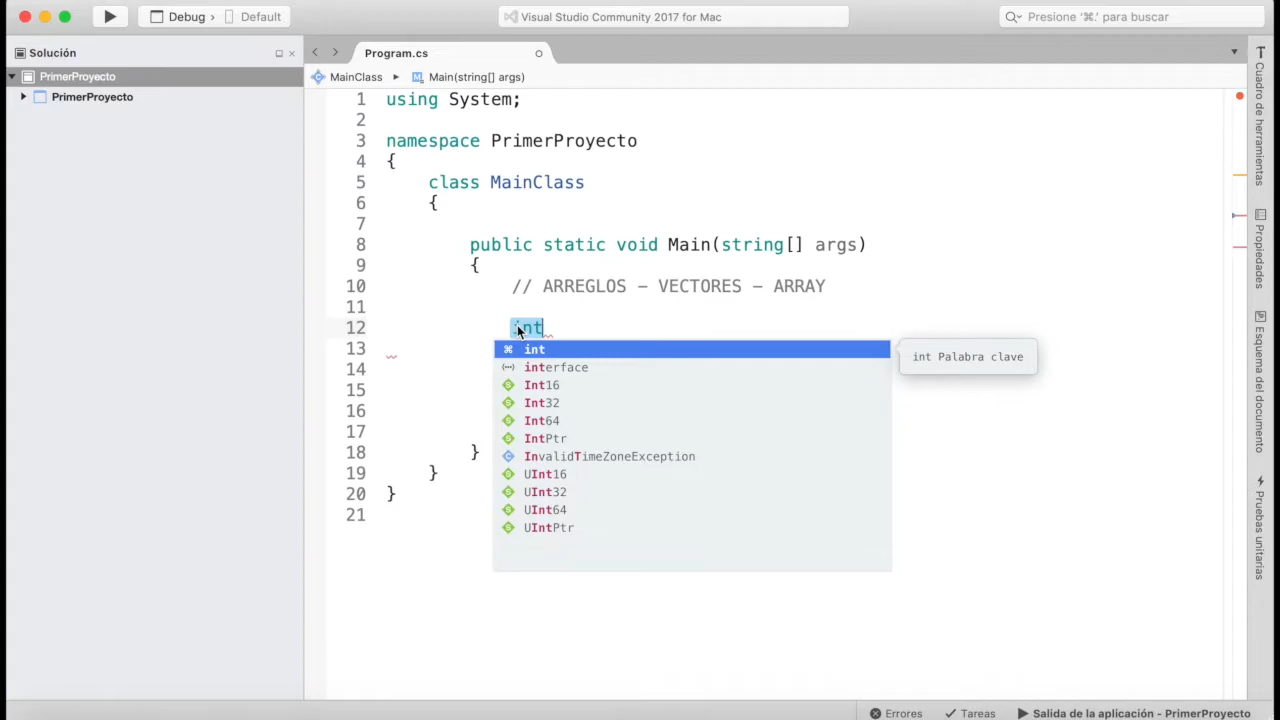 Debug › Default
Visual Studio Community 2017 for Mac
Presione ‘⌘.’ para buscar
Solución
PrimerProyecto
PrimerProyecto
Program.cs
MainClass ▸ Main(string[] args)
1 using System;
2
3 namespace PrimerProyecto
4 {
5 class MainClass
6 {
7
8 public static void Main(string[] args)
9 {
10 // ARREGLOS – VECTORES – ARRAY
11
12 int
13
14
15
16
17
18 }
19 }
20 }
21
int
interface
Int16
Int32
Int64
IntPtr
InvalidTimeZoneException
UInt16
UInt32
UInt64
UIntPtr
int Palabra clave
Cuadro de herramientas
Propiedades
Esquema del documento
Pruebas unitarias
Errores
Tareas
Salida de la aplicación - PrimerProyecto